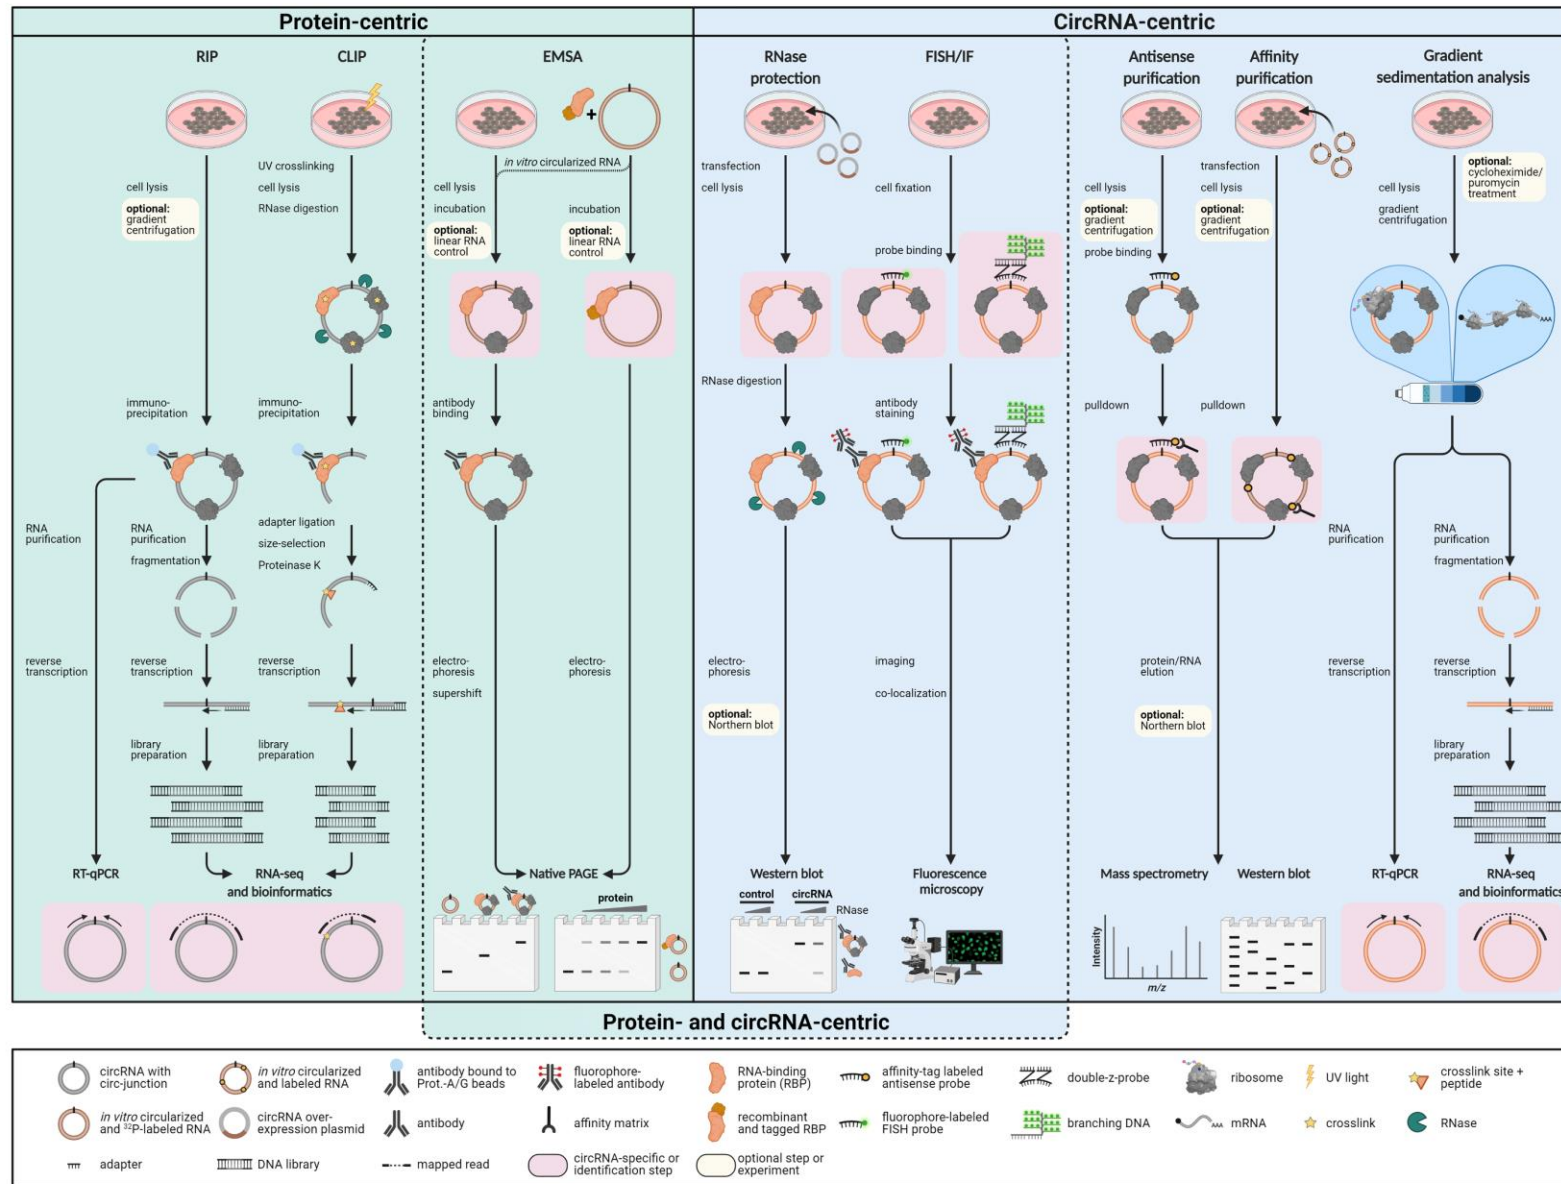 Protein-centric
CircRNA-centric
RIP
CLIP
EMSA
RNase
protection
FISH/IF
Antisense
purification
Affinity
purification
Gradient
sedimentation analysis
cell lysis
optional:
gradient
centrifugation
immuno-
precipitation
RNA
purification
reverse
transcription
RT-qPCR
RNA
purification
fragmentation
reverse
transcription
library
preparation
UV crosslinking
cell lysis
RNase digestion
immuno-
precipitation
adapter ligation
size-selection
Proteinase K
reverse
transcription
library
preparation
RNA-seq
and bioinformatics
+
in vitro circularized RNA
cell lysis
incubation
optional:
linear RNA
control
antibody
binding
electro-
phoresis
supershift
incubation
optional:
linear RNA
control
electro-
phoresis
Native PAGE
protein
transfection
cell lysis
RNase digestion
electro-
phoresis
optional:
Northern blot
Western blot
control
circRNA
RNase
cell fixation
probe binding
antibody
staining
imaging
co-localization
Fluorescence
microscopy
cell lysis
optional:
gradient
centrifugation
probe binding
pulldown
transfection
cell lysis
optional:
gradient
centrifugation
pulldown
protein/RNA
elution
optional:
Northern blot
Mass spectrometry
Intensity
m/z
Western blot
optional:
cycloheximide/
puromycin
treatment
cell lysis
gradient
centrifugation
AAA
RNA
purification
reverse
transcription
RT-qPCR
RNA
purification
fragmentation
reverse
transcription
library
preparation
RNA-seq
and bioinformatics
Protein- and circRNA-centric
circRNA with
circ-junction
in vitro circularized
and labeled RNA
antibody bound to
Prot.-A/G beads
fluorophore-
labeled antibody
RNA-binding
protein (RBP)
affinity-tag labeled
antisense probe
double-z-probe
ribosome
UV light
crosslink site +
peptide
in vitro circularized
and ³²P-labeled RNA
circRNA over-
expression plasmid
antibody
affinity matrix
recombinant
and tagged RBP
fluorophore-labeled
FISH probe
branching DNA
AAA mRNA
crosslink
RNase
adapter
DNA library
mapped read
circRNA-specific or
identification step
optional step or
experiment